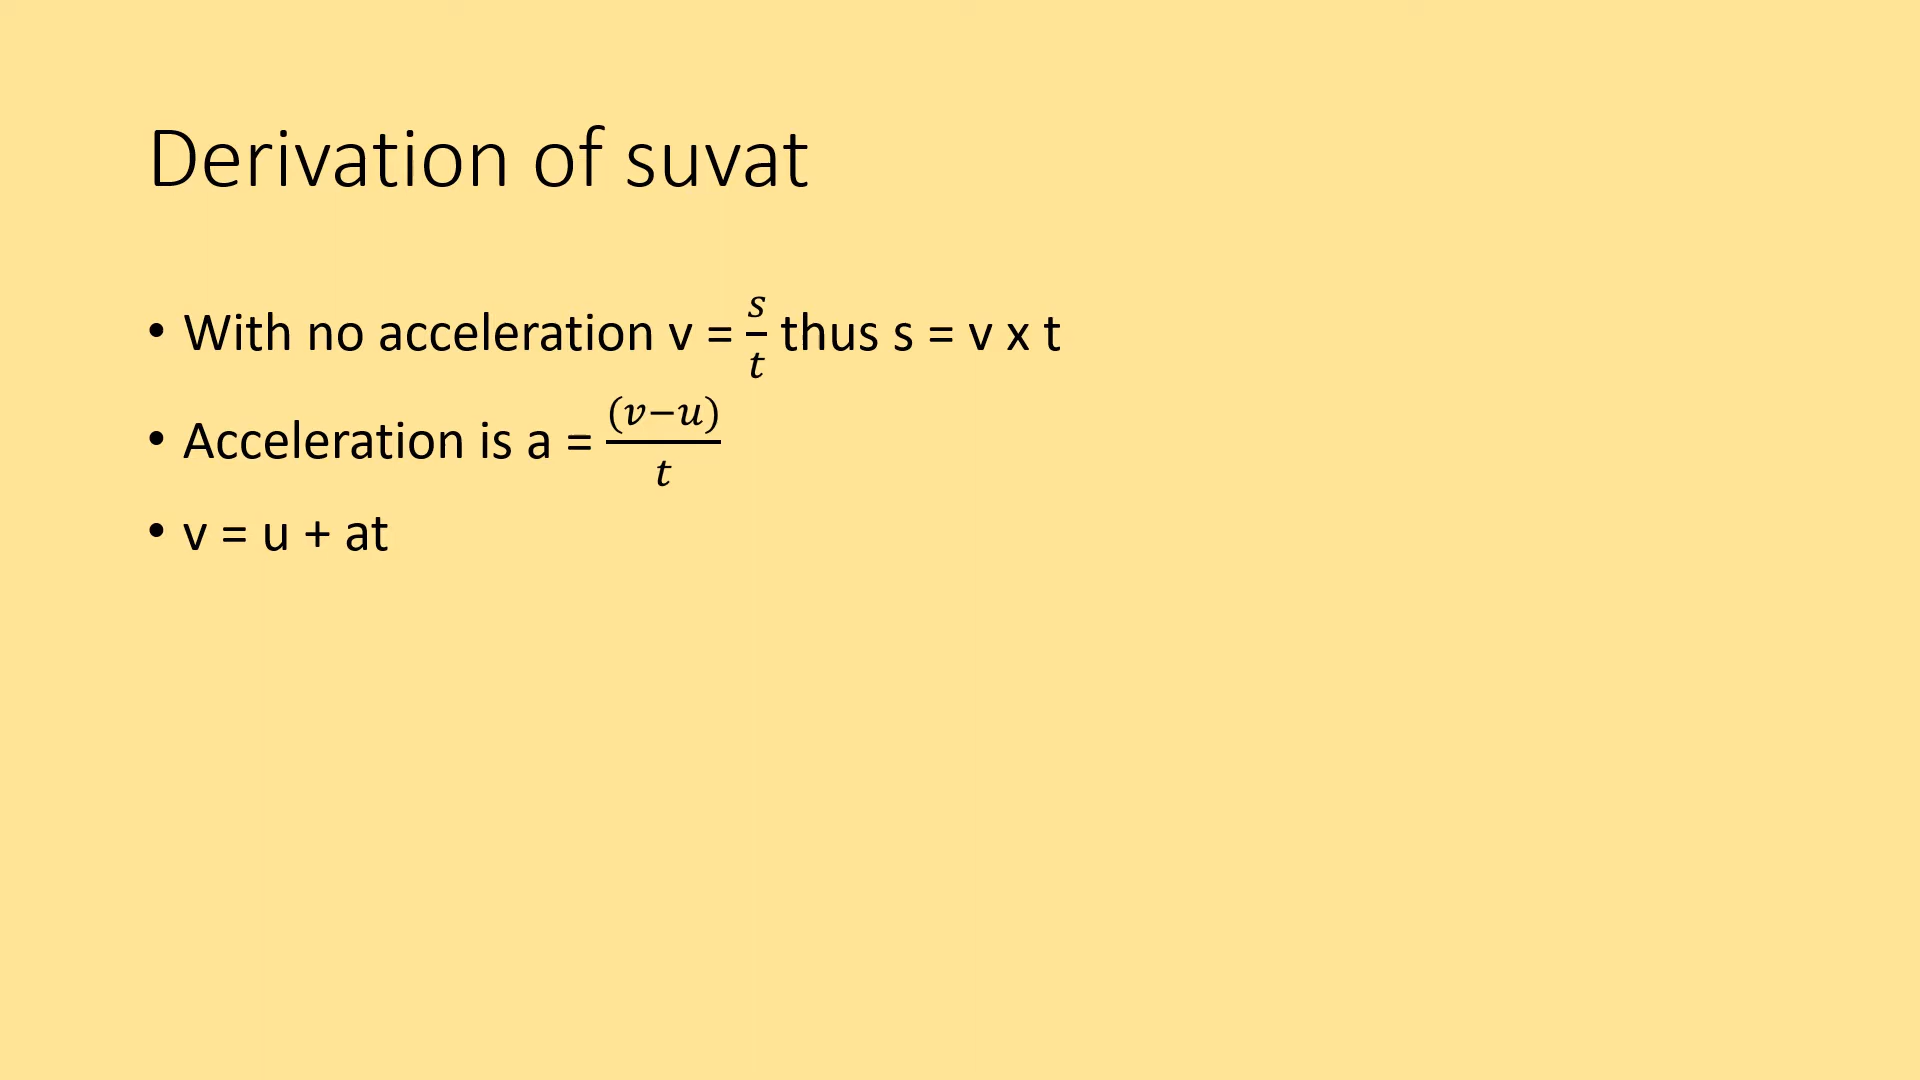 Derivation of suvat
• With no acceleration v = s/t thus s = v x t
• Acceleration is a = (v−u)/t
• v = u + at